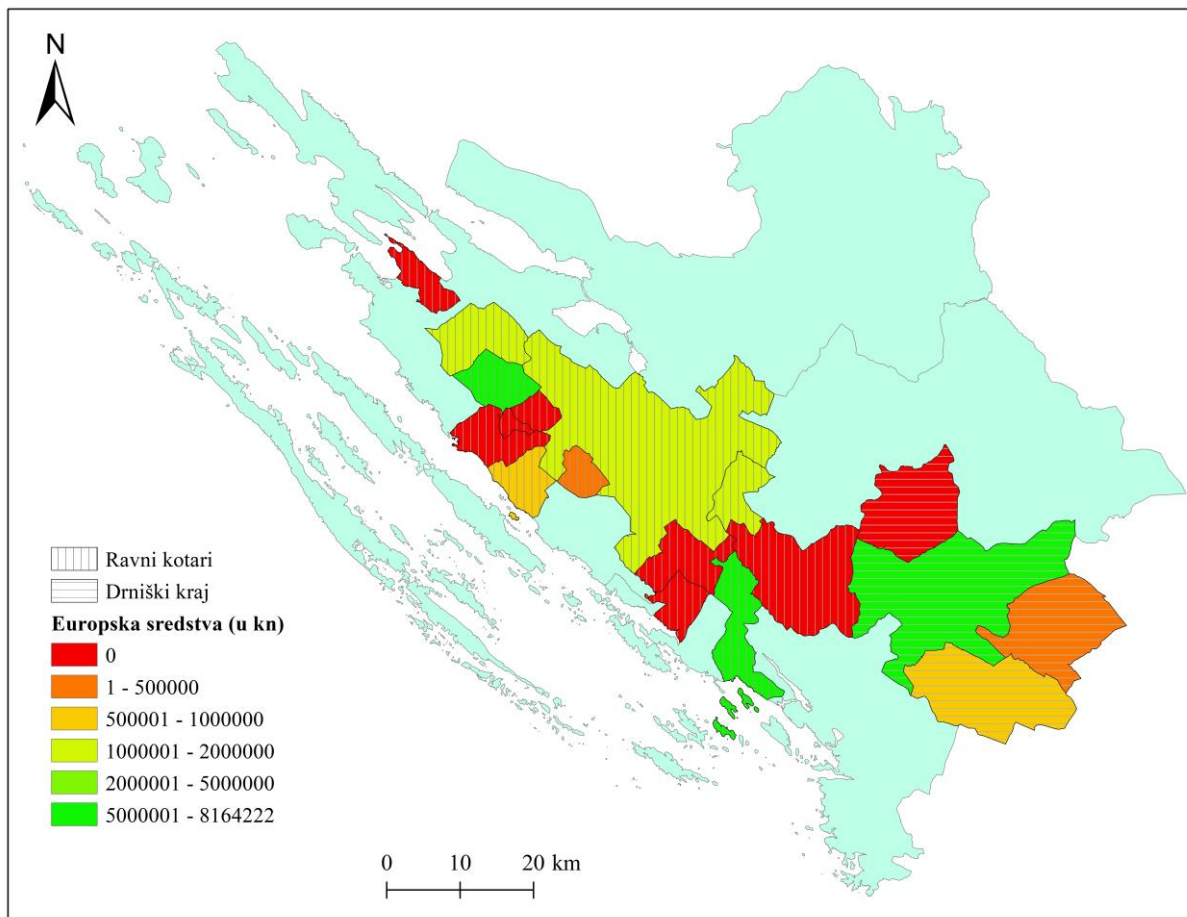 N
Ravni kotari
Drniški kraj
Europska sredstva (u kn)
0
1 - 500000
500001 - 1000000
1000001 - 2000000
2000001 - 5000000
5000001 - 8164222
0 10 20 km